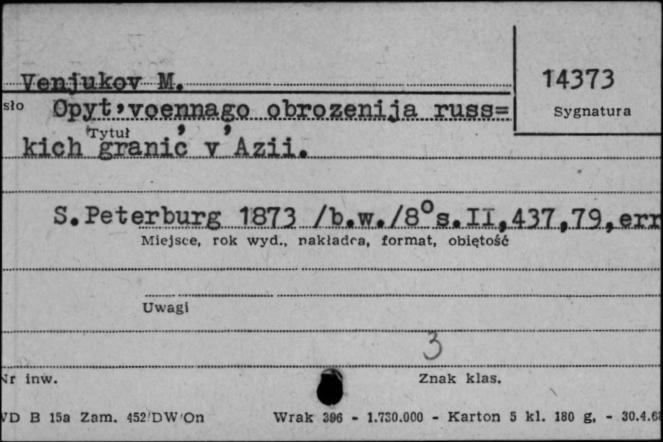 Venjukov M.
14373
sło Opyt, voennago obrozenija russ=
Sygnatura
Tytuł
kich 'granic' v 'Azii.
S.Peterburg 1873 /b.w./8° s.II,437,79,err
Miejsce, rok wyd., nakładca, format, objętość
Uwagi
3
Nr inw.
Znak klas.
WD B 15a Zam. 452/DW/On Wrak 396 - 1.730.000 - Karton 5 kl. 180 g. - 30.4.68